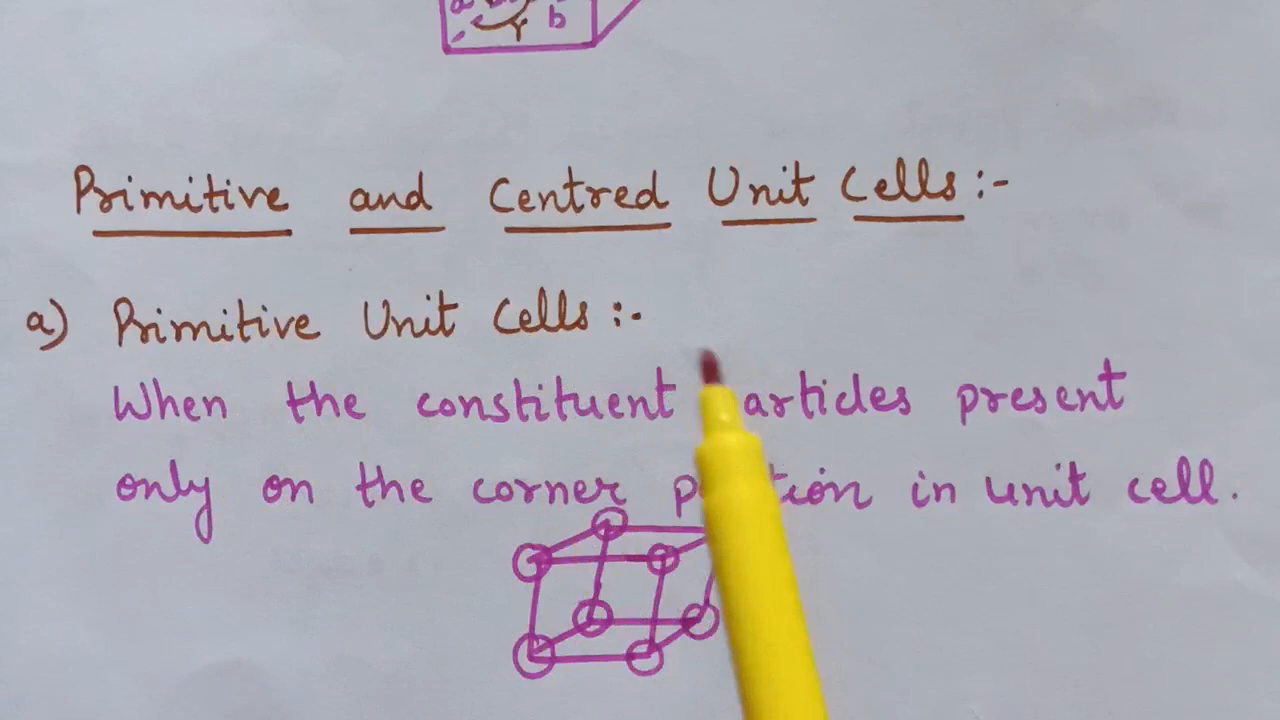 a b
γ
Primitive and Centred Unit Cells :-
a) Primitive Unit Cells :-
When the constituent articles present
only on the corner in unit cell.